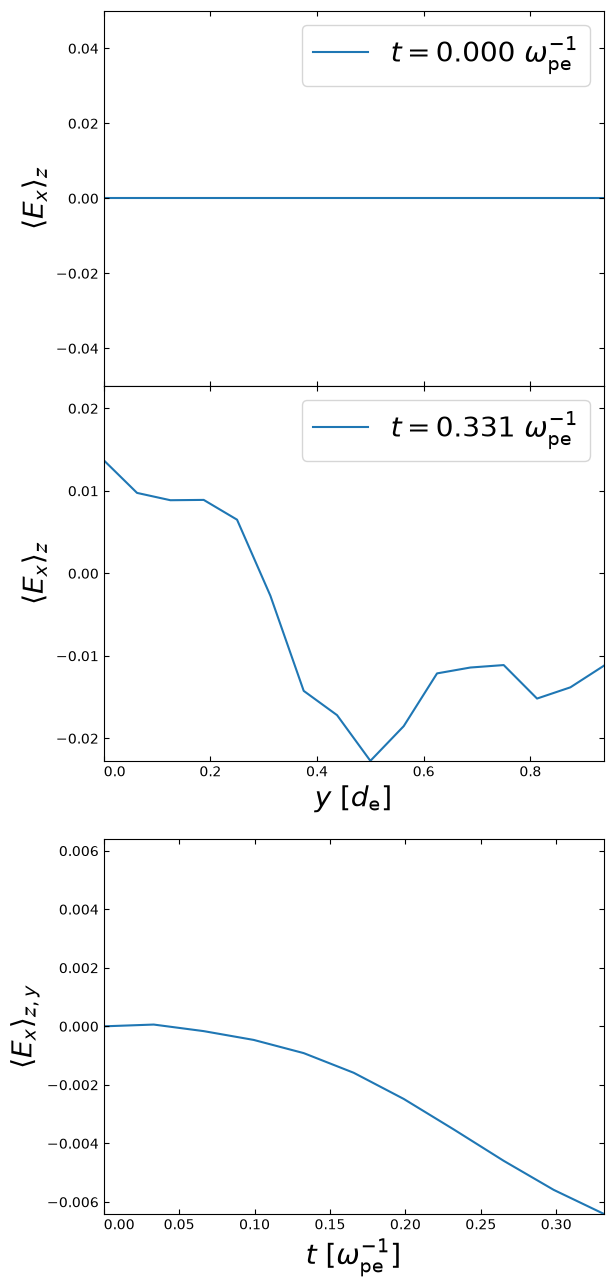 0.04
t = 0.000 ω_pe^−1
0.02
⟨E_x⟩_z
0.00
−0.02
−0.04
0.02
t = 0.331 ω_pe^−1
0.01
⟨E_x⟩_z
0.00
−0.01
−0.02
0.0 0.2 0.4 0.6 0.8
y [d_e]
0.006
0.004
0.002
⟨E_x⟩_z,y
0.000
−0.002
−0.004
−0.006
0.00 0.05 0.10 0.15 0.20 0.25 0.30
t [ω_pe^−1]